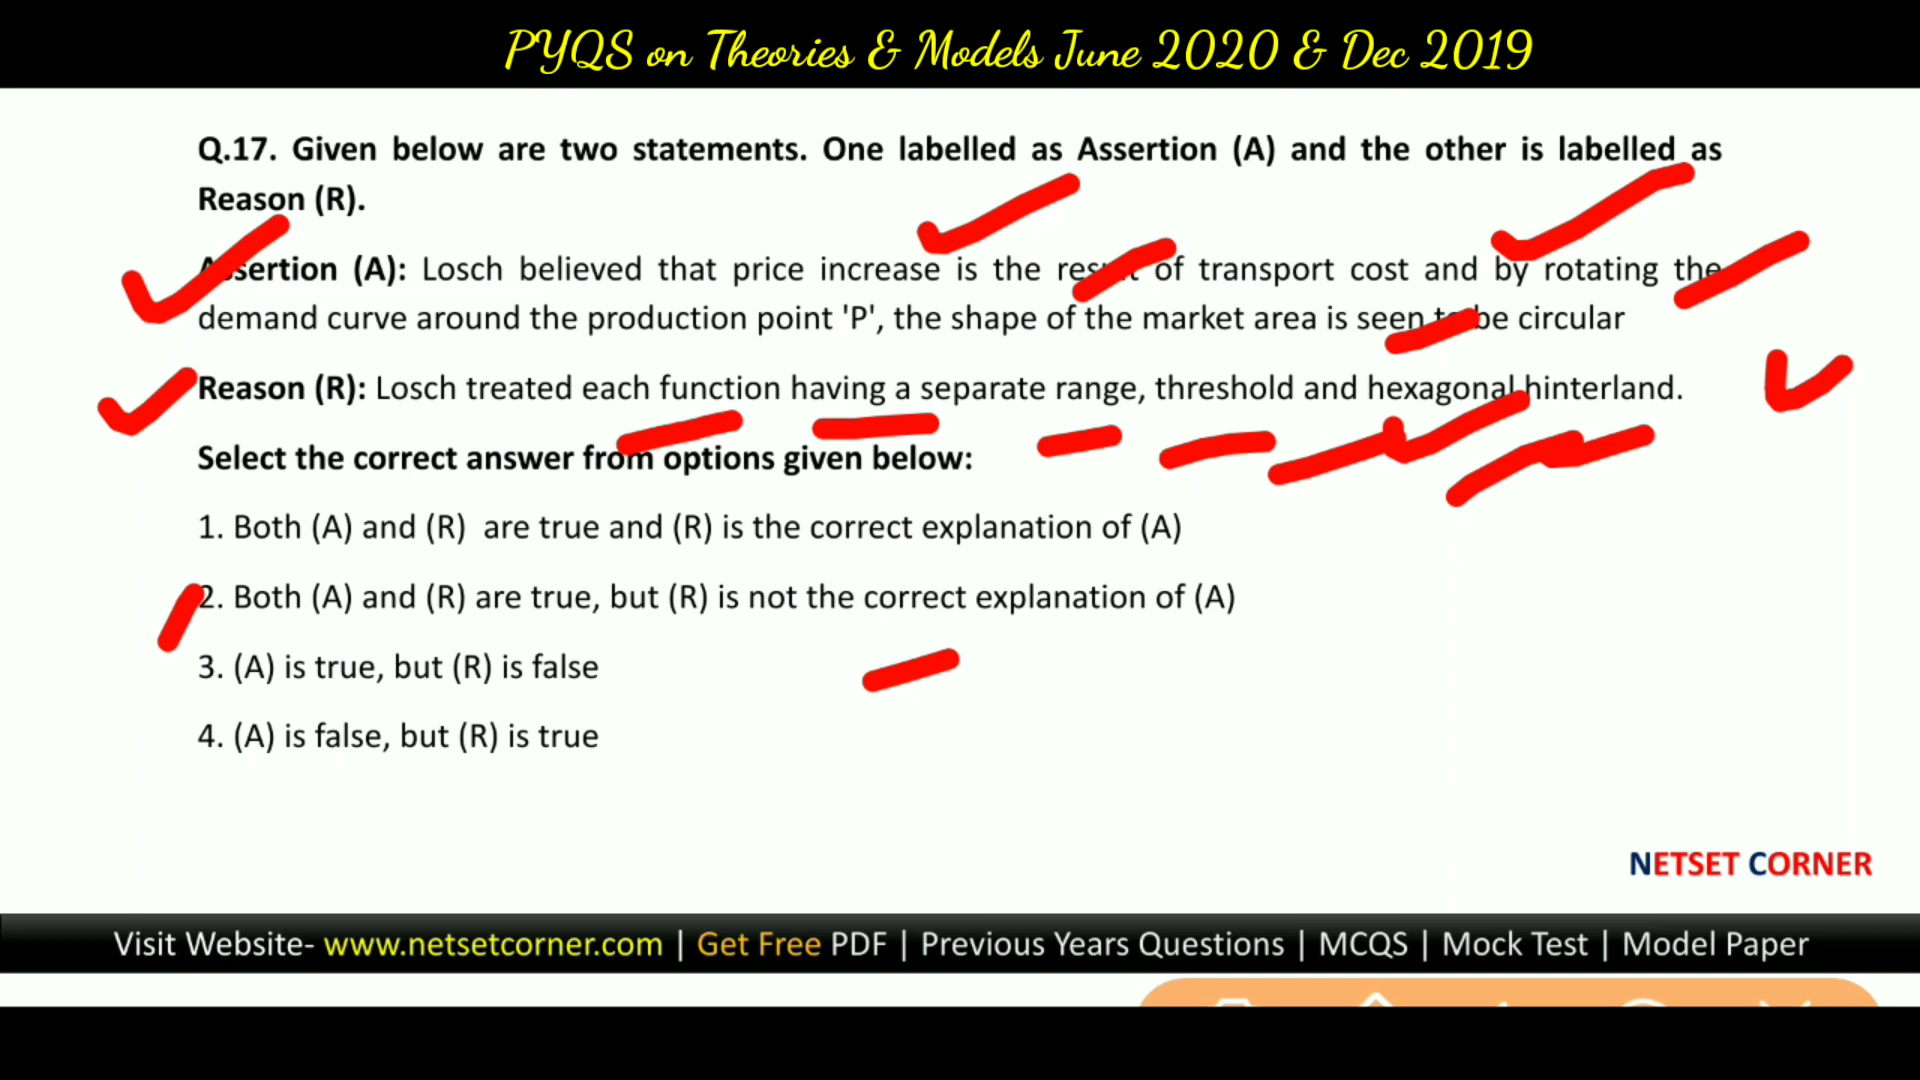 PYQS on Theories & Models June 2020 & Dec 2019
Q.17. Given below are two statements. One labelled as Assertion (A) and the other is labelled as
Reason (R).
Assertion (A): Losch believed that price increase is the result of transport cost and by rotating the
demand curve around the production point 'P', the shape of the market area is seen to be circular
Reason (R): Losch treated each function having a separate range, threshold and hexagonal hinterland.
Select the correct answer from options given below:
1. Both (A) and (R) are true and (R) is the correct explanation of (A)
2. Both (A) and (R) are true, but (R) is not the correct explanation of (A)
3. (A) is true, but (R) is false
4. (A) is false, but (R) is true
NETSET CORNER
Visit Website- www.netsetcorner.com | Get Free PDF | Previous Years Questions | MCQS | Mock Test | Model Paper